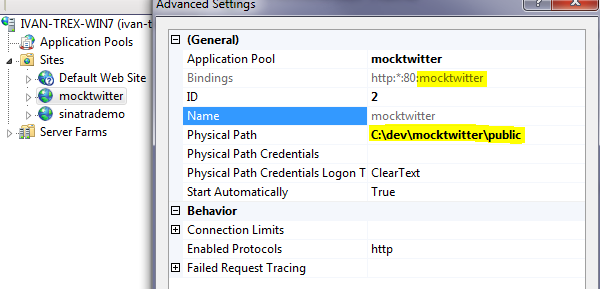 IVAN-TREX-WIN7 (ivan-t
Application Pools
Sites
Default Web Site
mocktwitter
sinatrademo
Server Farms
Advanced Settings
(General)
Application Pool mocktwitter
Bindings http:*:80:mocktwitter
ID 2
Name mocktwitter
Physical Path C:\dev\mocktwitter\public
Physical Path Credentials
Physical Path Credentials Logon T ClearText
Start Automatically True
Behavior
Connection Limits
Enabled Protocols http
Failed Request Tracing